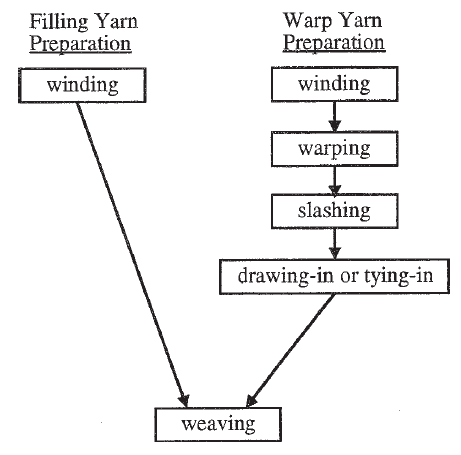 Filling Yarn
Preparation
winding
Warp Yarn
Preparation
winding
warping
slashing
drawing-in or tying-in
weaving